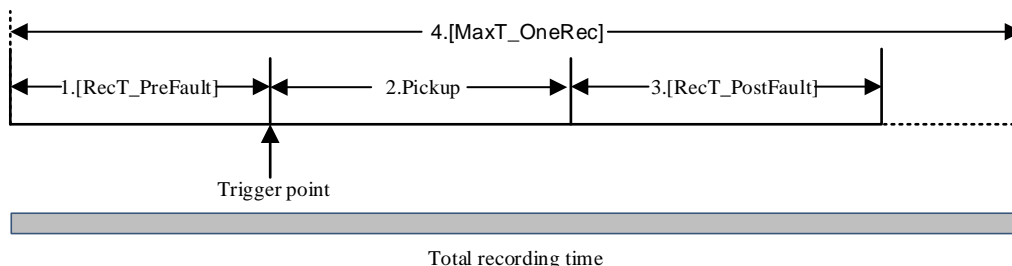 4.[MaxT_OneRec]
1.[RecT_PreFault]
2.Pickup
3.[RecT_PostFault]
Trigger point
Total recording time